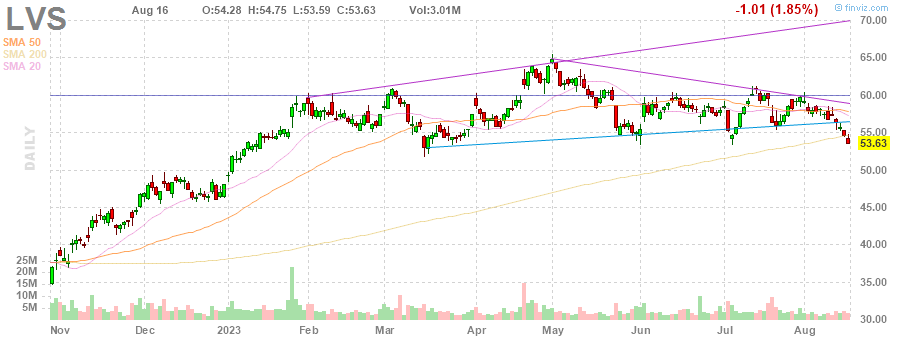 LVS Aug 16 O:54.28 H:54.75 L:53.59 C:53.63 Vol:3.01M -1.01 (1.85%) finviz.com
SMA 50
SMA 200
SMA 20
DAILY
70.00
65.00
60.00
55.00
53.63
50.00
45.00
40.00
35.00
30.00
25M
20M
15M
10M
5M
Nov Dec 2023 Feb Mar Apr May Jun Jul Aug